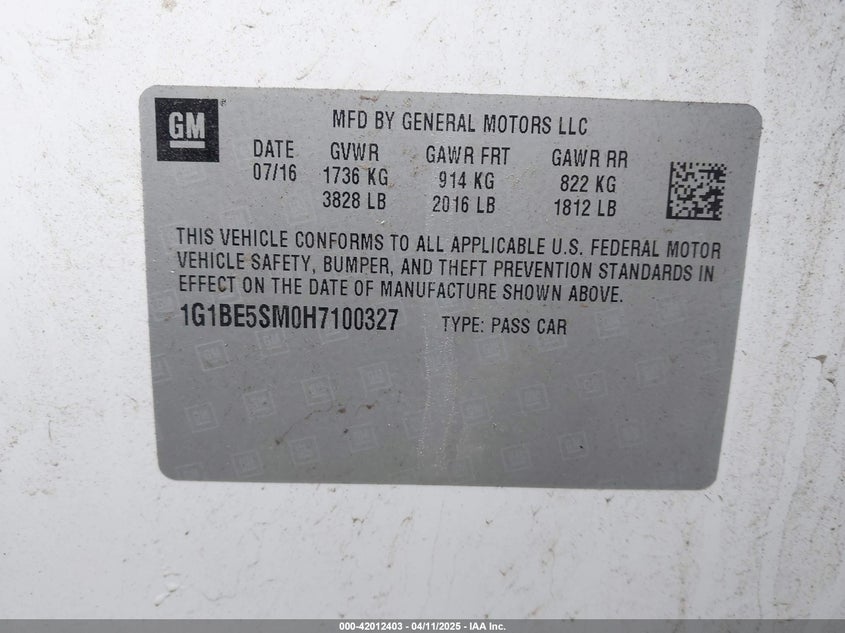 GM
MFD BY GENERAL MOTORS LLC
DATE GVWR GAWR FRT GAWR RR
07/16 1736 KG 914 KG 822 KG
3828 LB 2016 LB 1812 LB
THIS VEHICLE CONFORMS TO ALL APPLICABLE U.S. FEDERAL MOTOR
VEHICLE SAFETY, BUMPER, AND THEFT PREVENTION STANDARDS IN
EFFECT ON THE DATE OF MANUFACTURE SHOWN ABOVE.
1G1BE5SM0H7100327 TYPE: PASS CAR
000-42012403 - 04/11/2025 - IAA Inc.